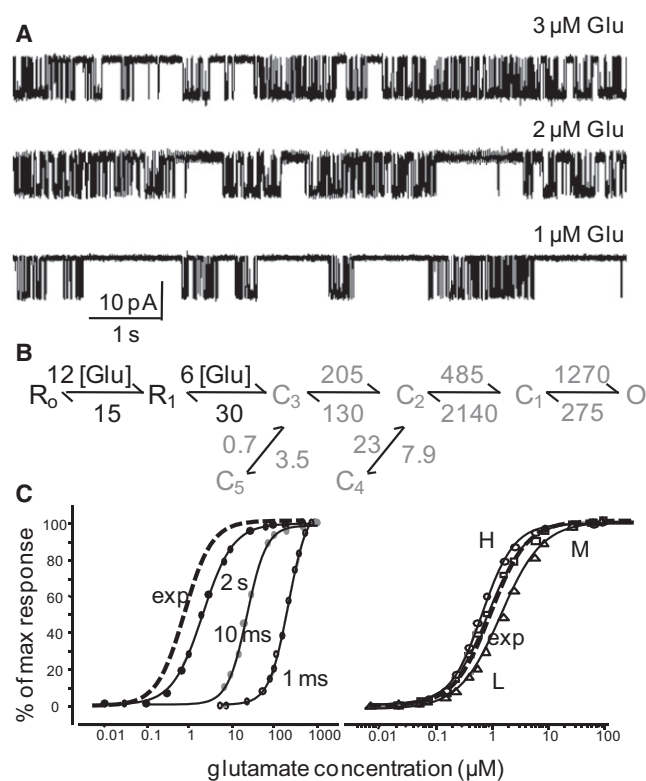 A
3 µM Glu
2 µM Glu
1 µM Glu
10 pA
1 s
B
12 [Glu] 6 [Glu] 205 485 1270
Ro R1 C3 C2 C1 O
15 30 130 2140 275
0.7 3.5 23 7.9
C5 C4
C
% of max response
100
80
60
40
20
0
exp
2 s
10 ms
1 ms
0.01 0.1 1 10 100 1000
H
M
exp
L
0.01 0.1 1 10 100
glutamate concentration (µM)